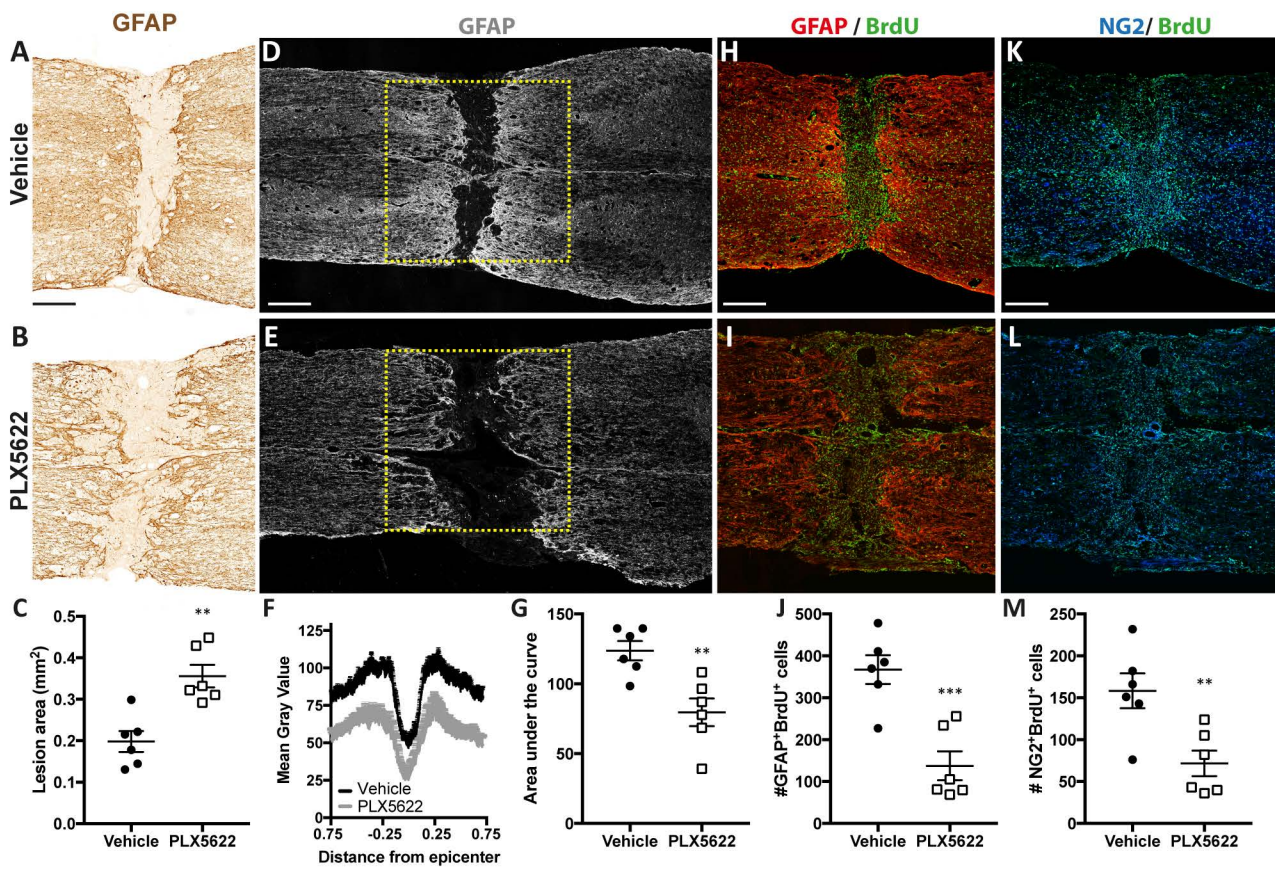 GFAP
GFAP
GFAP / BrdU
NG2/ BrdU
A
D
H
K
Vehicle
B
E
I
L
PLX5622
C
**
Lesion area (mm²)
0.5
0.4
0.3
0.2
0.1
0.0
Vehicle PLX5622
F
Mean Gray Value
125
100
75
50
25
0
Vehicle
PLX5622
0.75 -0.25 0.25 0.75
Distance from epicenter
G
Area under the curve
150
100
50
0
**
Vehicle PLX5622
J
#GFAP⁺BrdU⁺ cells
500
400
300
200
100
0
***
Vehicle PLX5622
M
# NG2⁺BrdU⁺ cells
250
200
150
100
50
0
**
Vehicle PLX5622